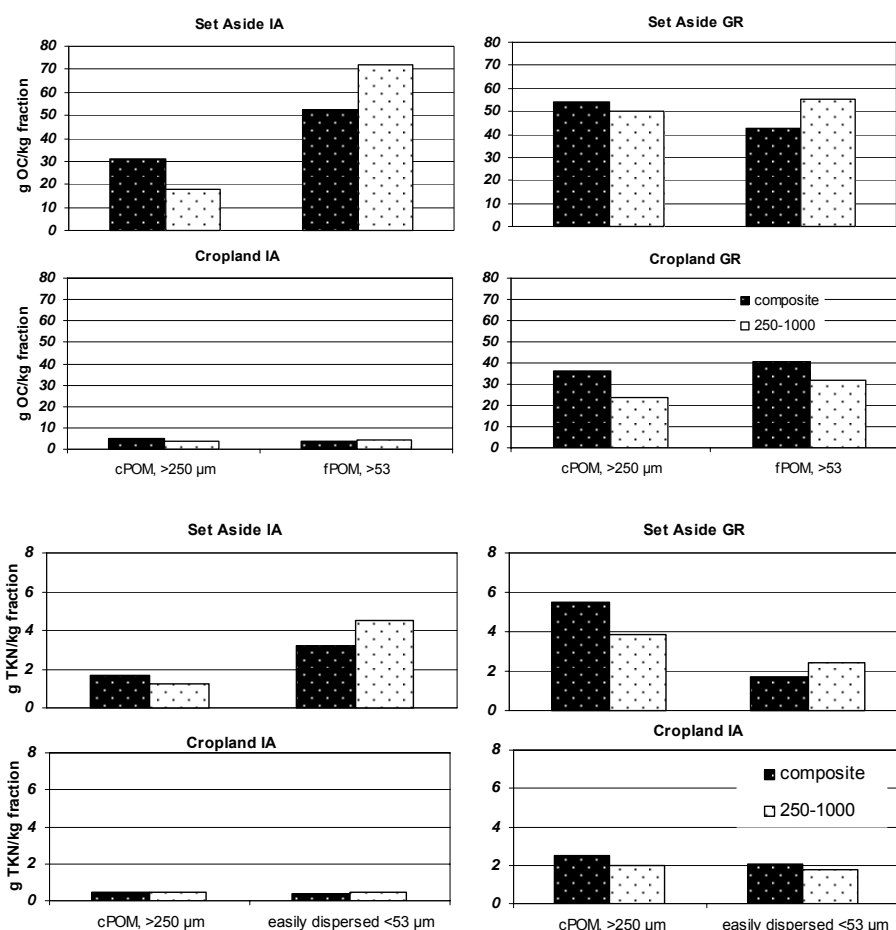 Set Aside IA
g OC/kg fraction
80
70
60
50
40
30
20
10
0
Set Aside GR
80
70
60
50
40
30
20
10
0
Cropland IA
g OC/kg fraction
80
70
60
50
40
30
20
10
0
cPOM, >250 µm
fPOM, >53
Cropland GR
80
70
60
50
40
30
20
10
0
composite
250-1000
cPOM, >250 µm
fPOM, >53
Set Aside IA
g TKN/kg fraction
8
6
4
2
0
Set Aside GR
8
6
4
2
0
Cropland IA
8
6
4
2
0
cPOM, >250 µm
easily dispersed <53 µm
Cropland IA
8
6
4
2
0
composite
250-1000
cPOM, >250 µm
easily dispersed <53 µm